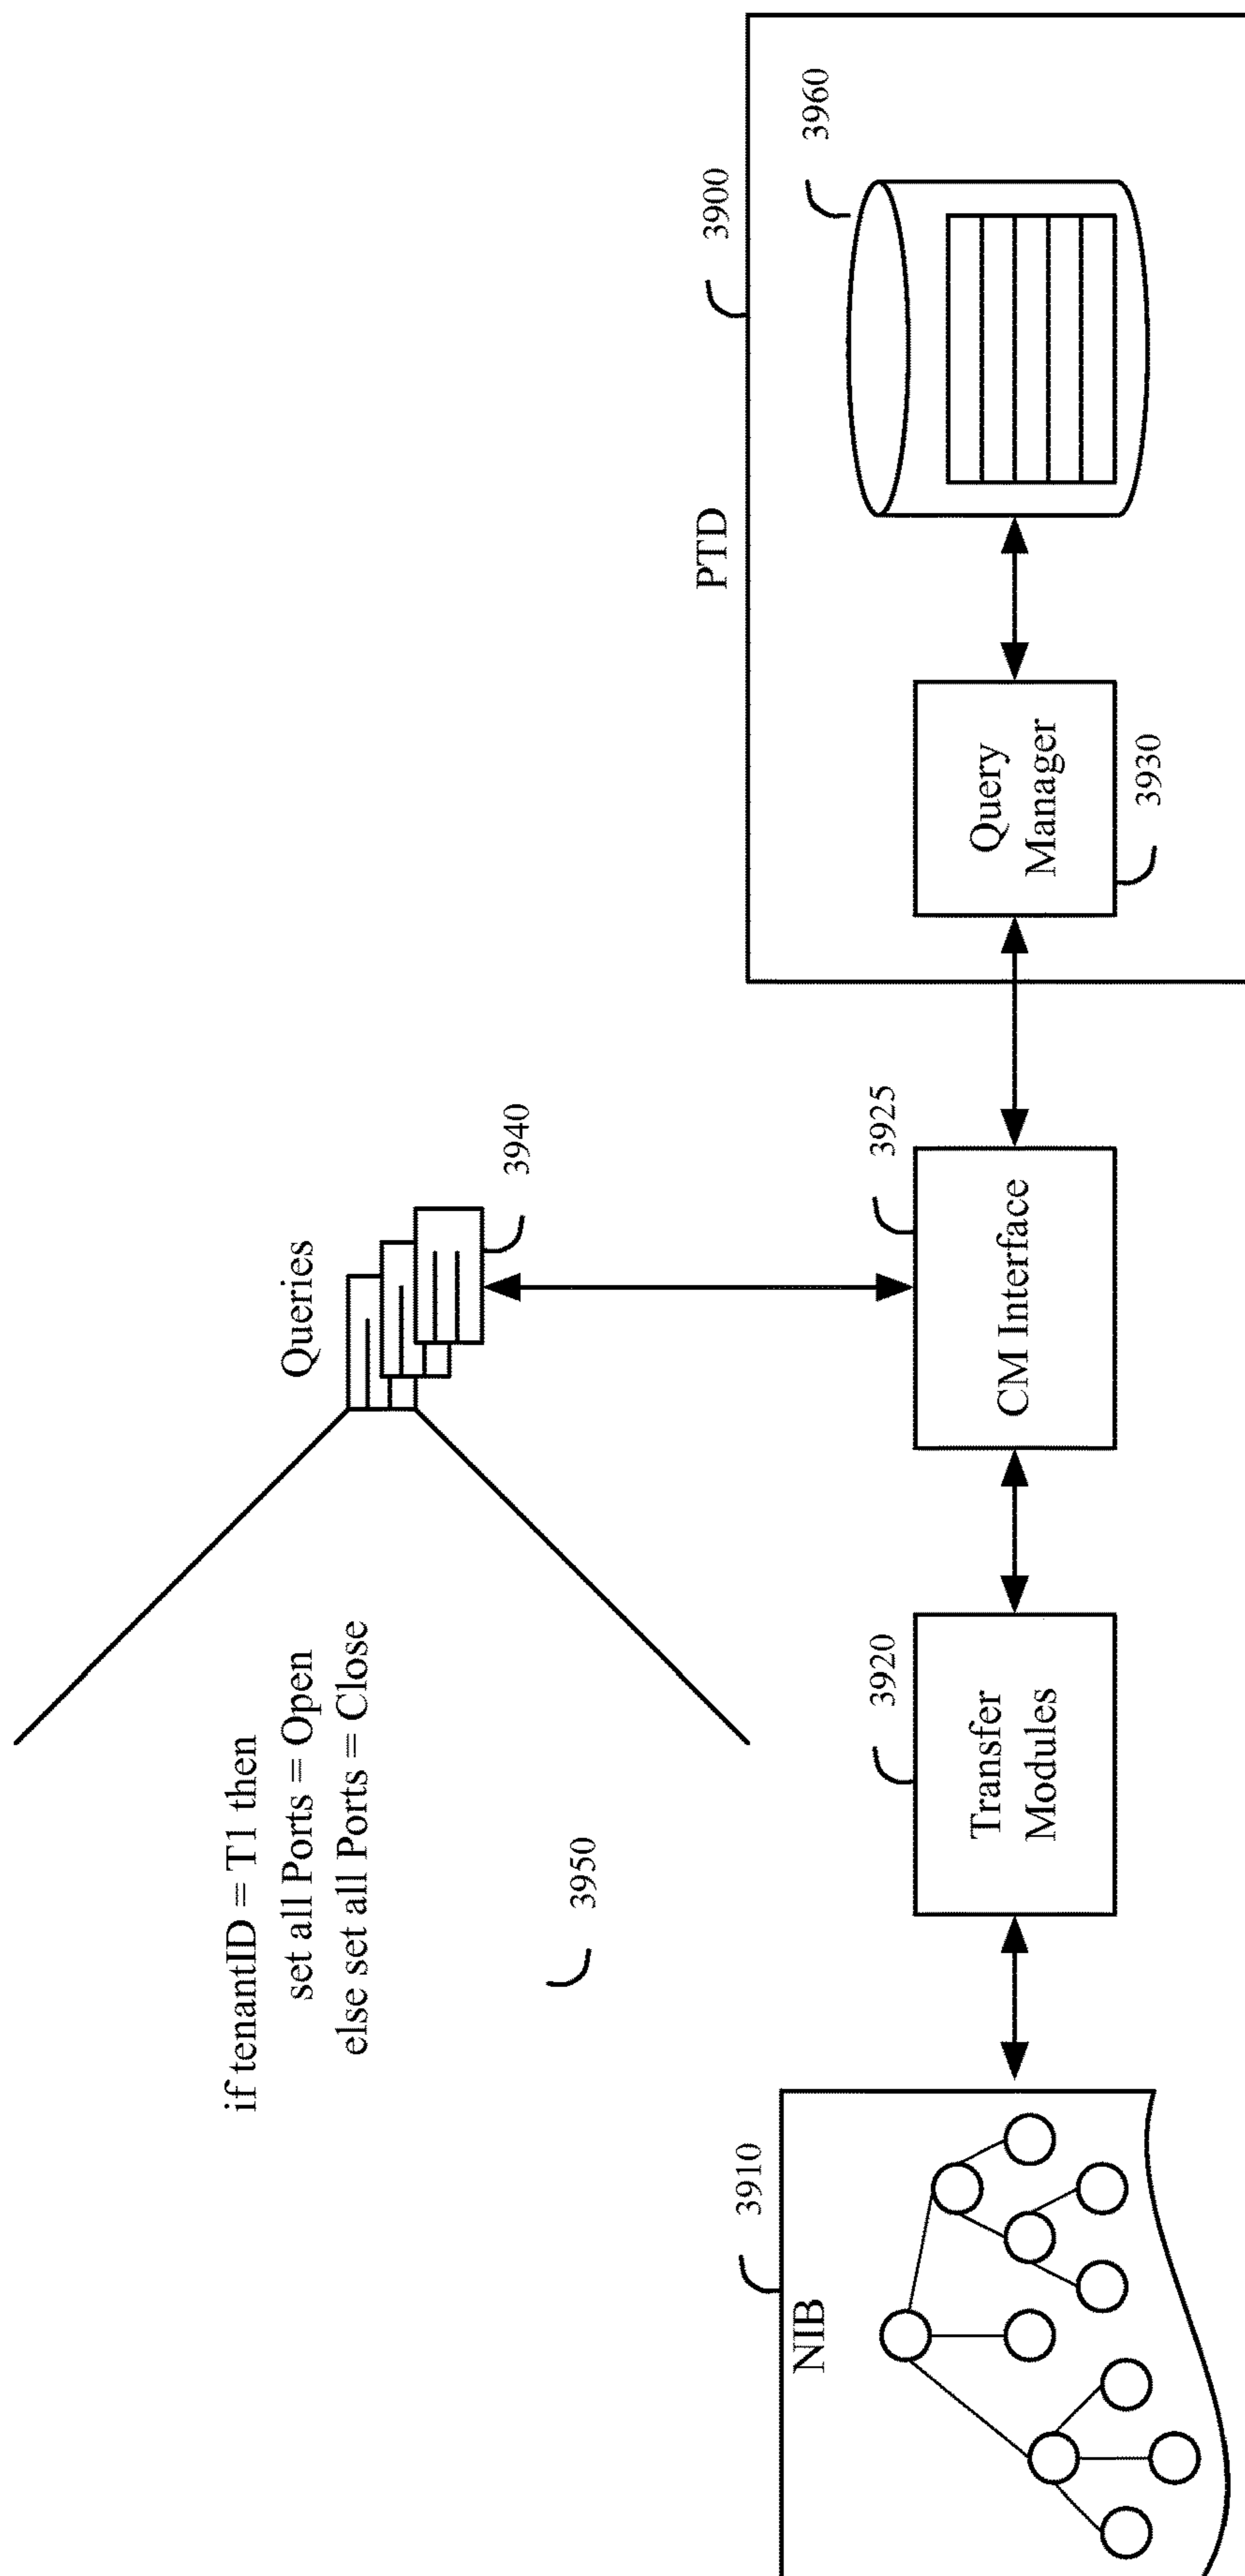 if tenantID = T1 then
set all Ports = Open
else set all Ports = Close
3950
Queries
3940
3910
NIB
3920
Transfer
Modules
3925
CM Interface
PTD
3900
Query
Manager
3930
3960